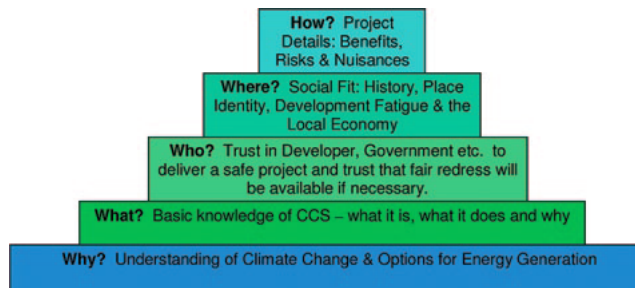 How? Project
Details: Benefits,
Risks & Nuisances
Where? Social Fit: History, Place
Identity, Development Fatigue & the
Local Economy
Who? Trust in Developer, Government etc. to
deliver a safe project and trust that fair redress will
be available if necessary.
What? Basic knowledge of CCS – what it is, what it does and why
Why? Understanding of Climate Change & Options for Energy Generation